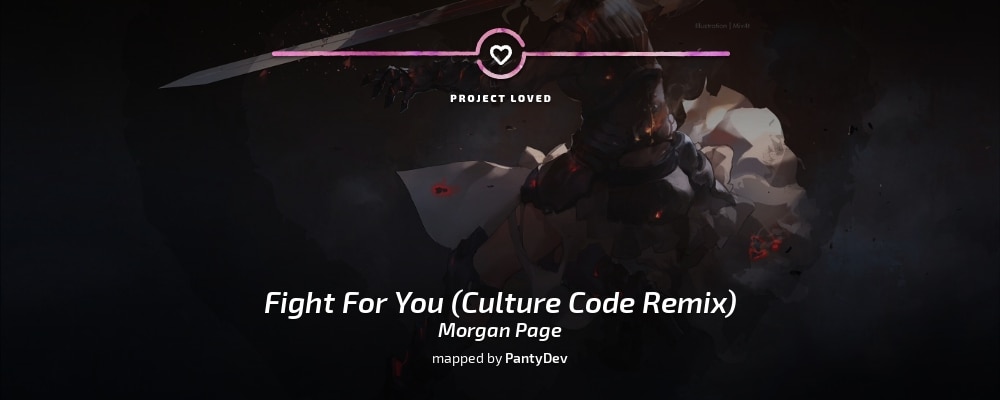 PROJECT LOVED
Fight For You (Culture Code Remix)
Morgan Page
mapped by PantyDev